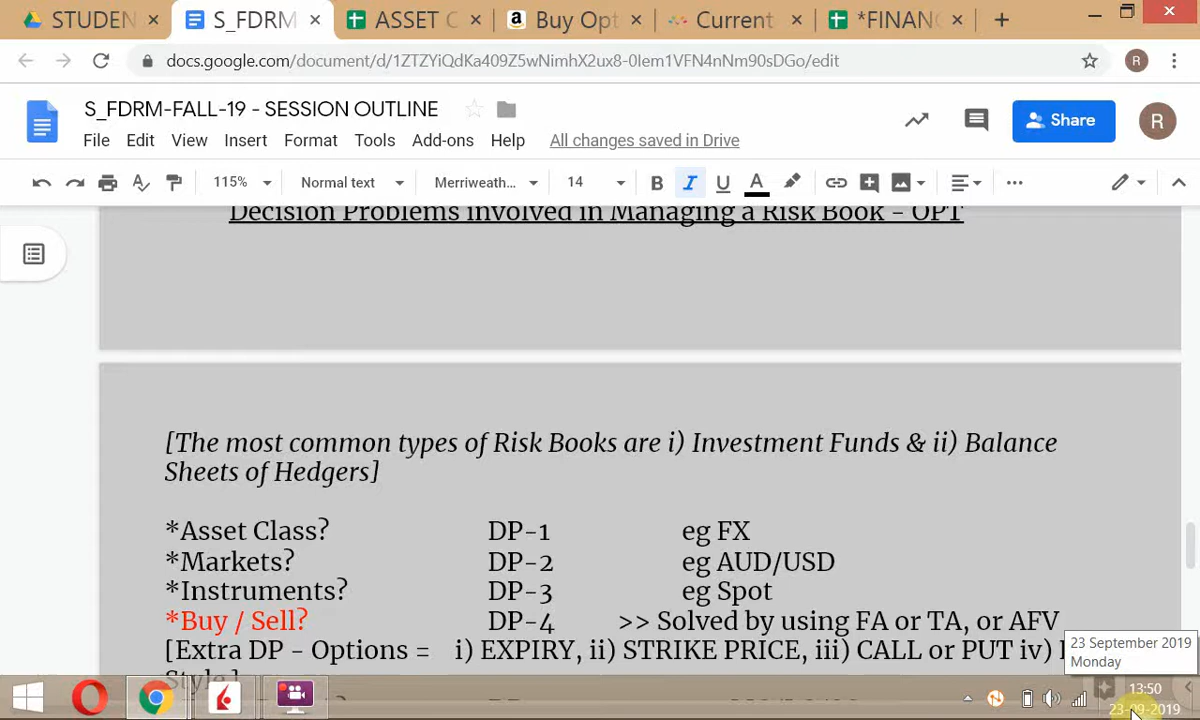 STUDEN
S_FDRM
ASSET C
Buy Opt
Current
*FINANC
docs.google.com/document/d/1ZTZYiQdKa409Z5wNimhX2ux8-0lem1VFN4nNm90sDGo/edit
R
S_FDRM-FALL-19 - SESSION OUTLINE
File Edit View Insert Format Tools Add-ons Help All changes saved in Drive
Share
R
115% Normal text Merriweath... 14 B I U A
Decision Problems involved in Managing a Risk Book - OPT
[The most common types of Risk Books are i) Investment Funds & ii) Balance
Sheets of Hedgers]
*Asset Class? DP-1 eg FX
*Markets? DP-2 eg AUD/USD
*Instruments? DP-3 eg Spot
*Buy / Sell? DP-4 >> Solved by using FA or TA, or AFV
[Extra DP - Options = i) EXPIRY, ii) STRIKE PRICE, iii) CALL or PUT iv)
Style]
23 September 2019
Monday
13:50
23-09-2019